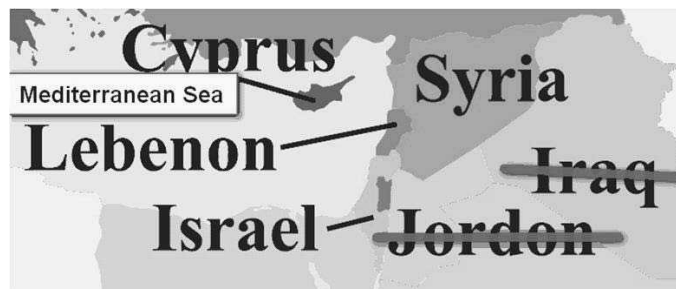 Cyprus
Syria
Mediterranean Sea
Lebenon
Iraq
Israel
Jordon